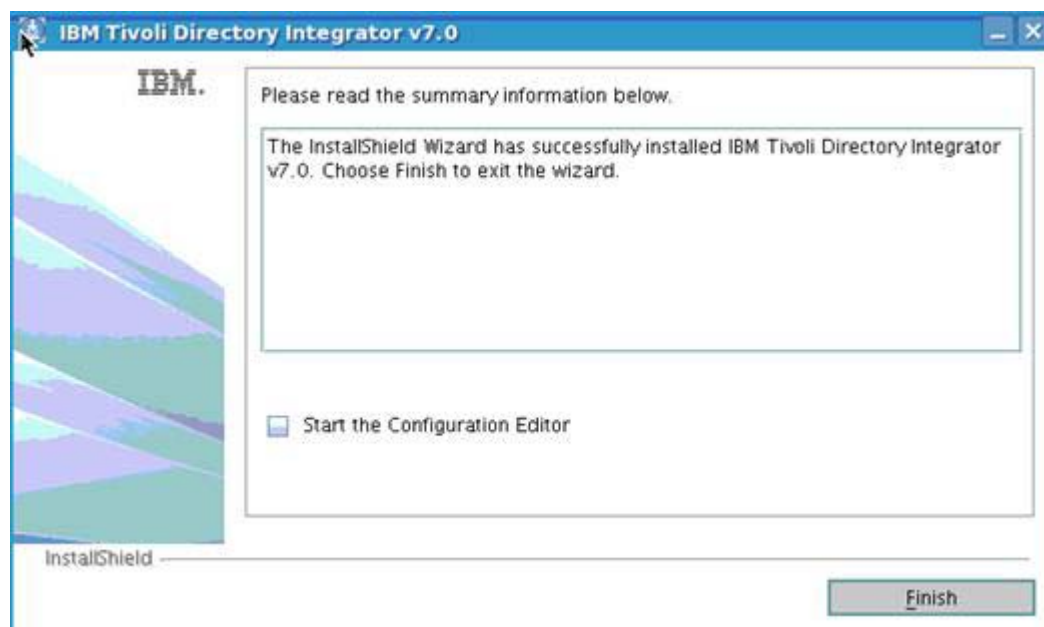 IBM Tivoli Directory Integrator v7.0
IBM.
Please read the summary information below.
The InstallShield Wizard has successfully installed IBM Tivoli Directory Integrator
v7.0. Choose Finish to exit the wizard.
Start the Configuration Editor
InstallShield
Finish